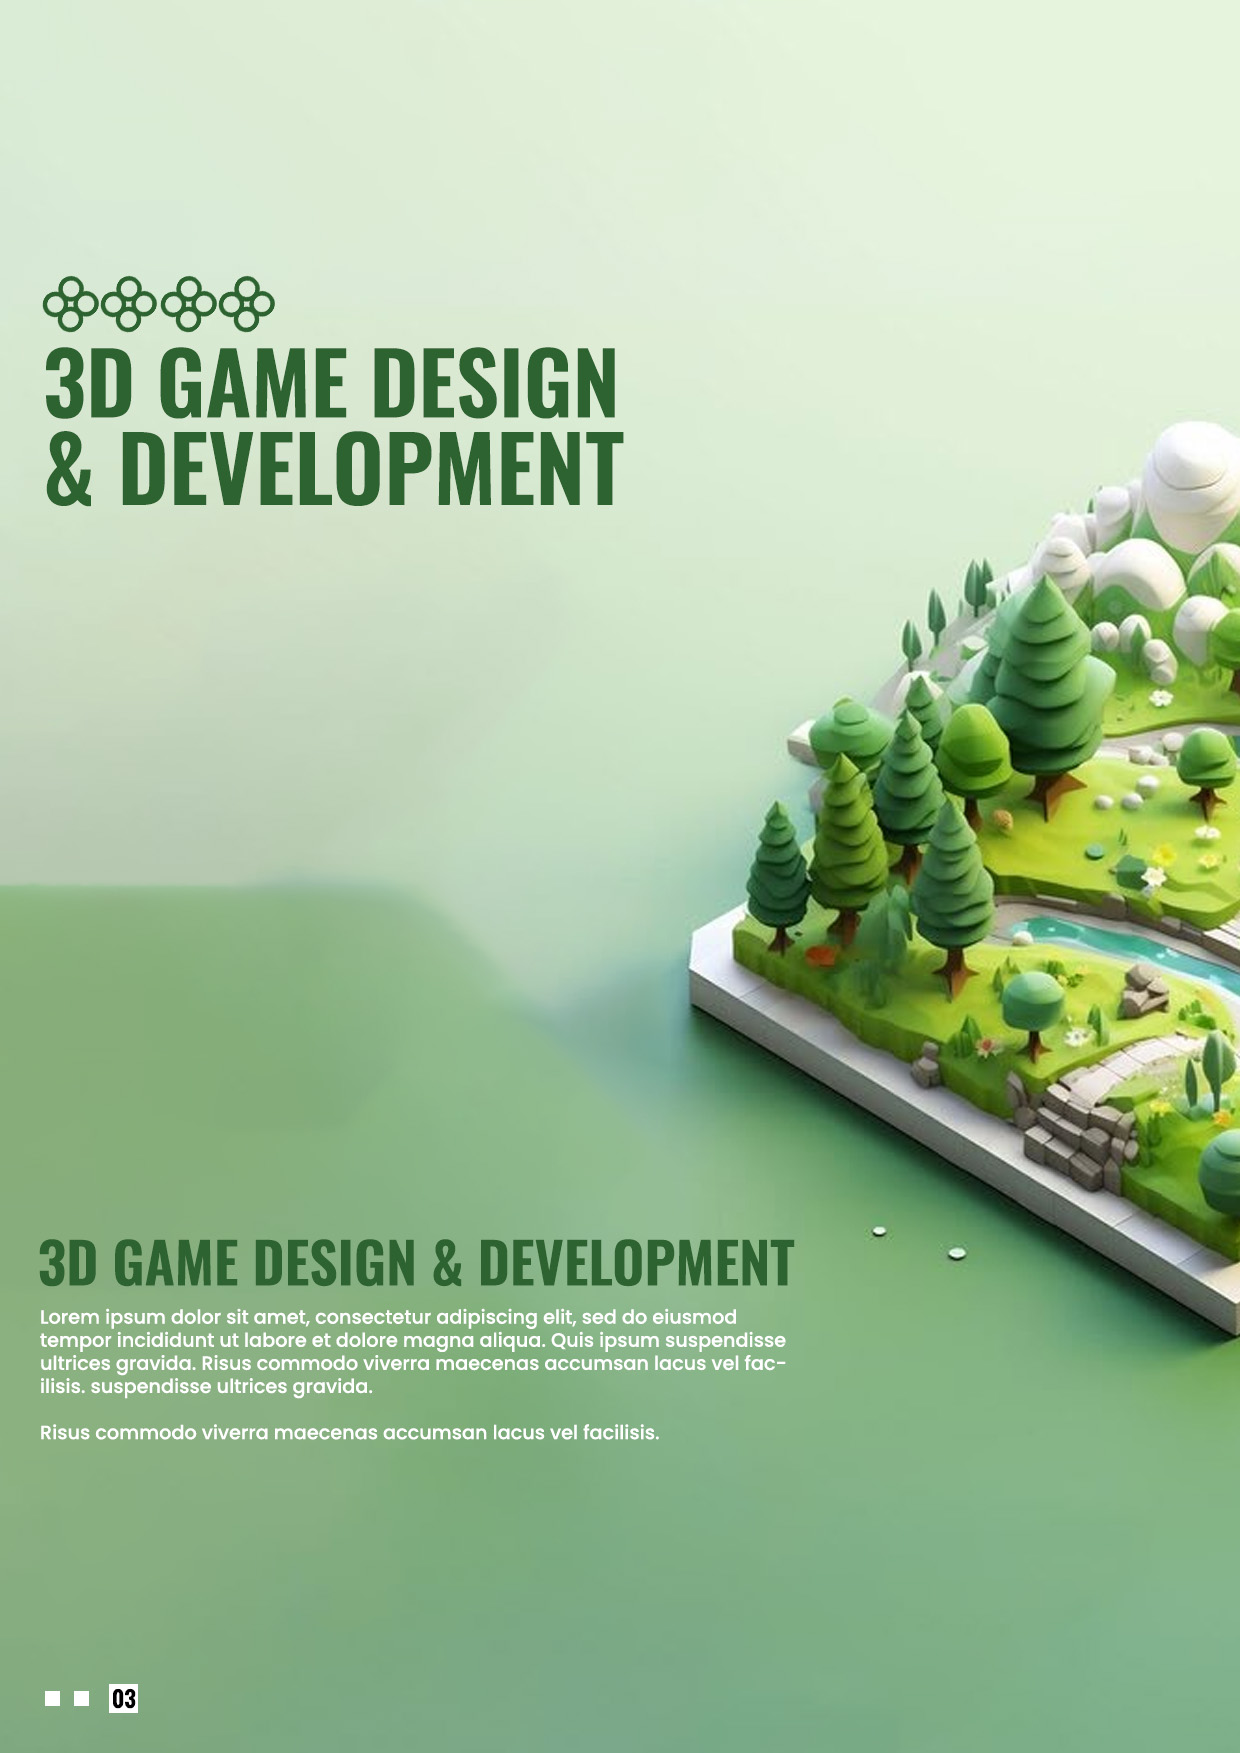 3D GAME DESIGN
& DEVELOPMENT
3D GAME DESIGN & DEVELOPMENT
Lorem ipsum dolor sit amet, consectetur adipiscing elit, sed do eiusmod
tempor incididunt ut labore et dolore magna aliqua. Quis ipsum suspendisse
ultrices gravida. Risus commodo viverra maecenas accumsan lacus vel fac-
ilisis. suspendisse ultrices gravida.
Risus commodo viverra maecenas accumsan lacus vel facilisis.
03